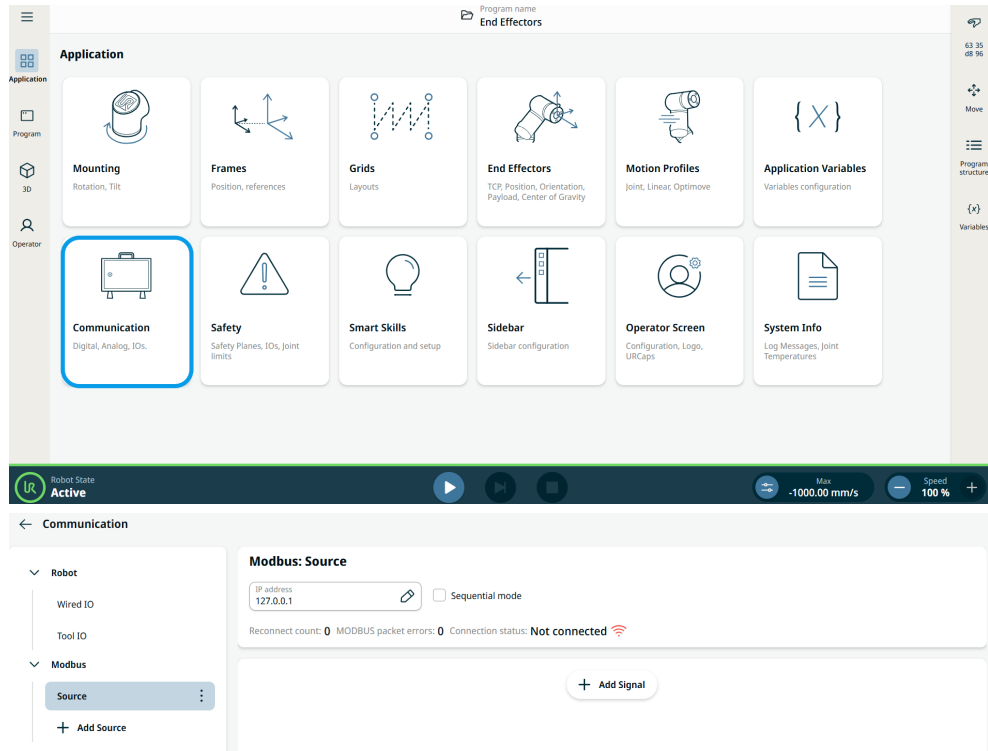 Program name
End Effectors
63 35
d8 96
Application
Application
Program
3D
Operator
Move
Program
structure
{x}
Variables
Mounting
Rotation, Tilt
Frames
Position, references
Grids
Layouts
End Effectors
TCP, Position, Orientation,
Payload, Center of Gravity
Motion Profiles
Joint, Linear, Optimove
{X}
Application Variables
Variables configuration
Communication
Digital, Analog, IOs.
Safety
Safety Planes, IOs, Joint
limits
Smart Skills
Configuration and setup
Sidebar
Sidebar configuration
Operator Screen
Configuration, Logo,
URCaps
System Info
Log Messages, Joint
Temperatures
UR
Robot State
Active
Max
-1000.00 mm/s
Speed
100 %
Communication
Robot
Wired IO
Tool IO
Modbus
Source
Add Source
Modbus: Source
IP address
127.0.0.1
Sequential mode
Reconnect count: 0 MODBUS packet errors: 0 Connection status: Not connected
Add Signal